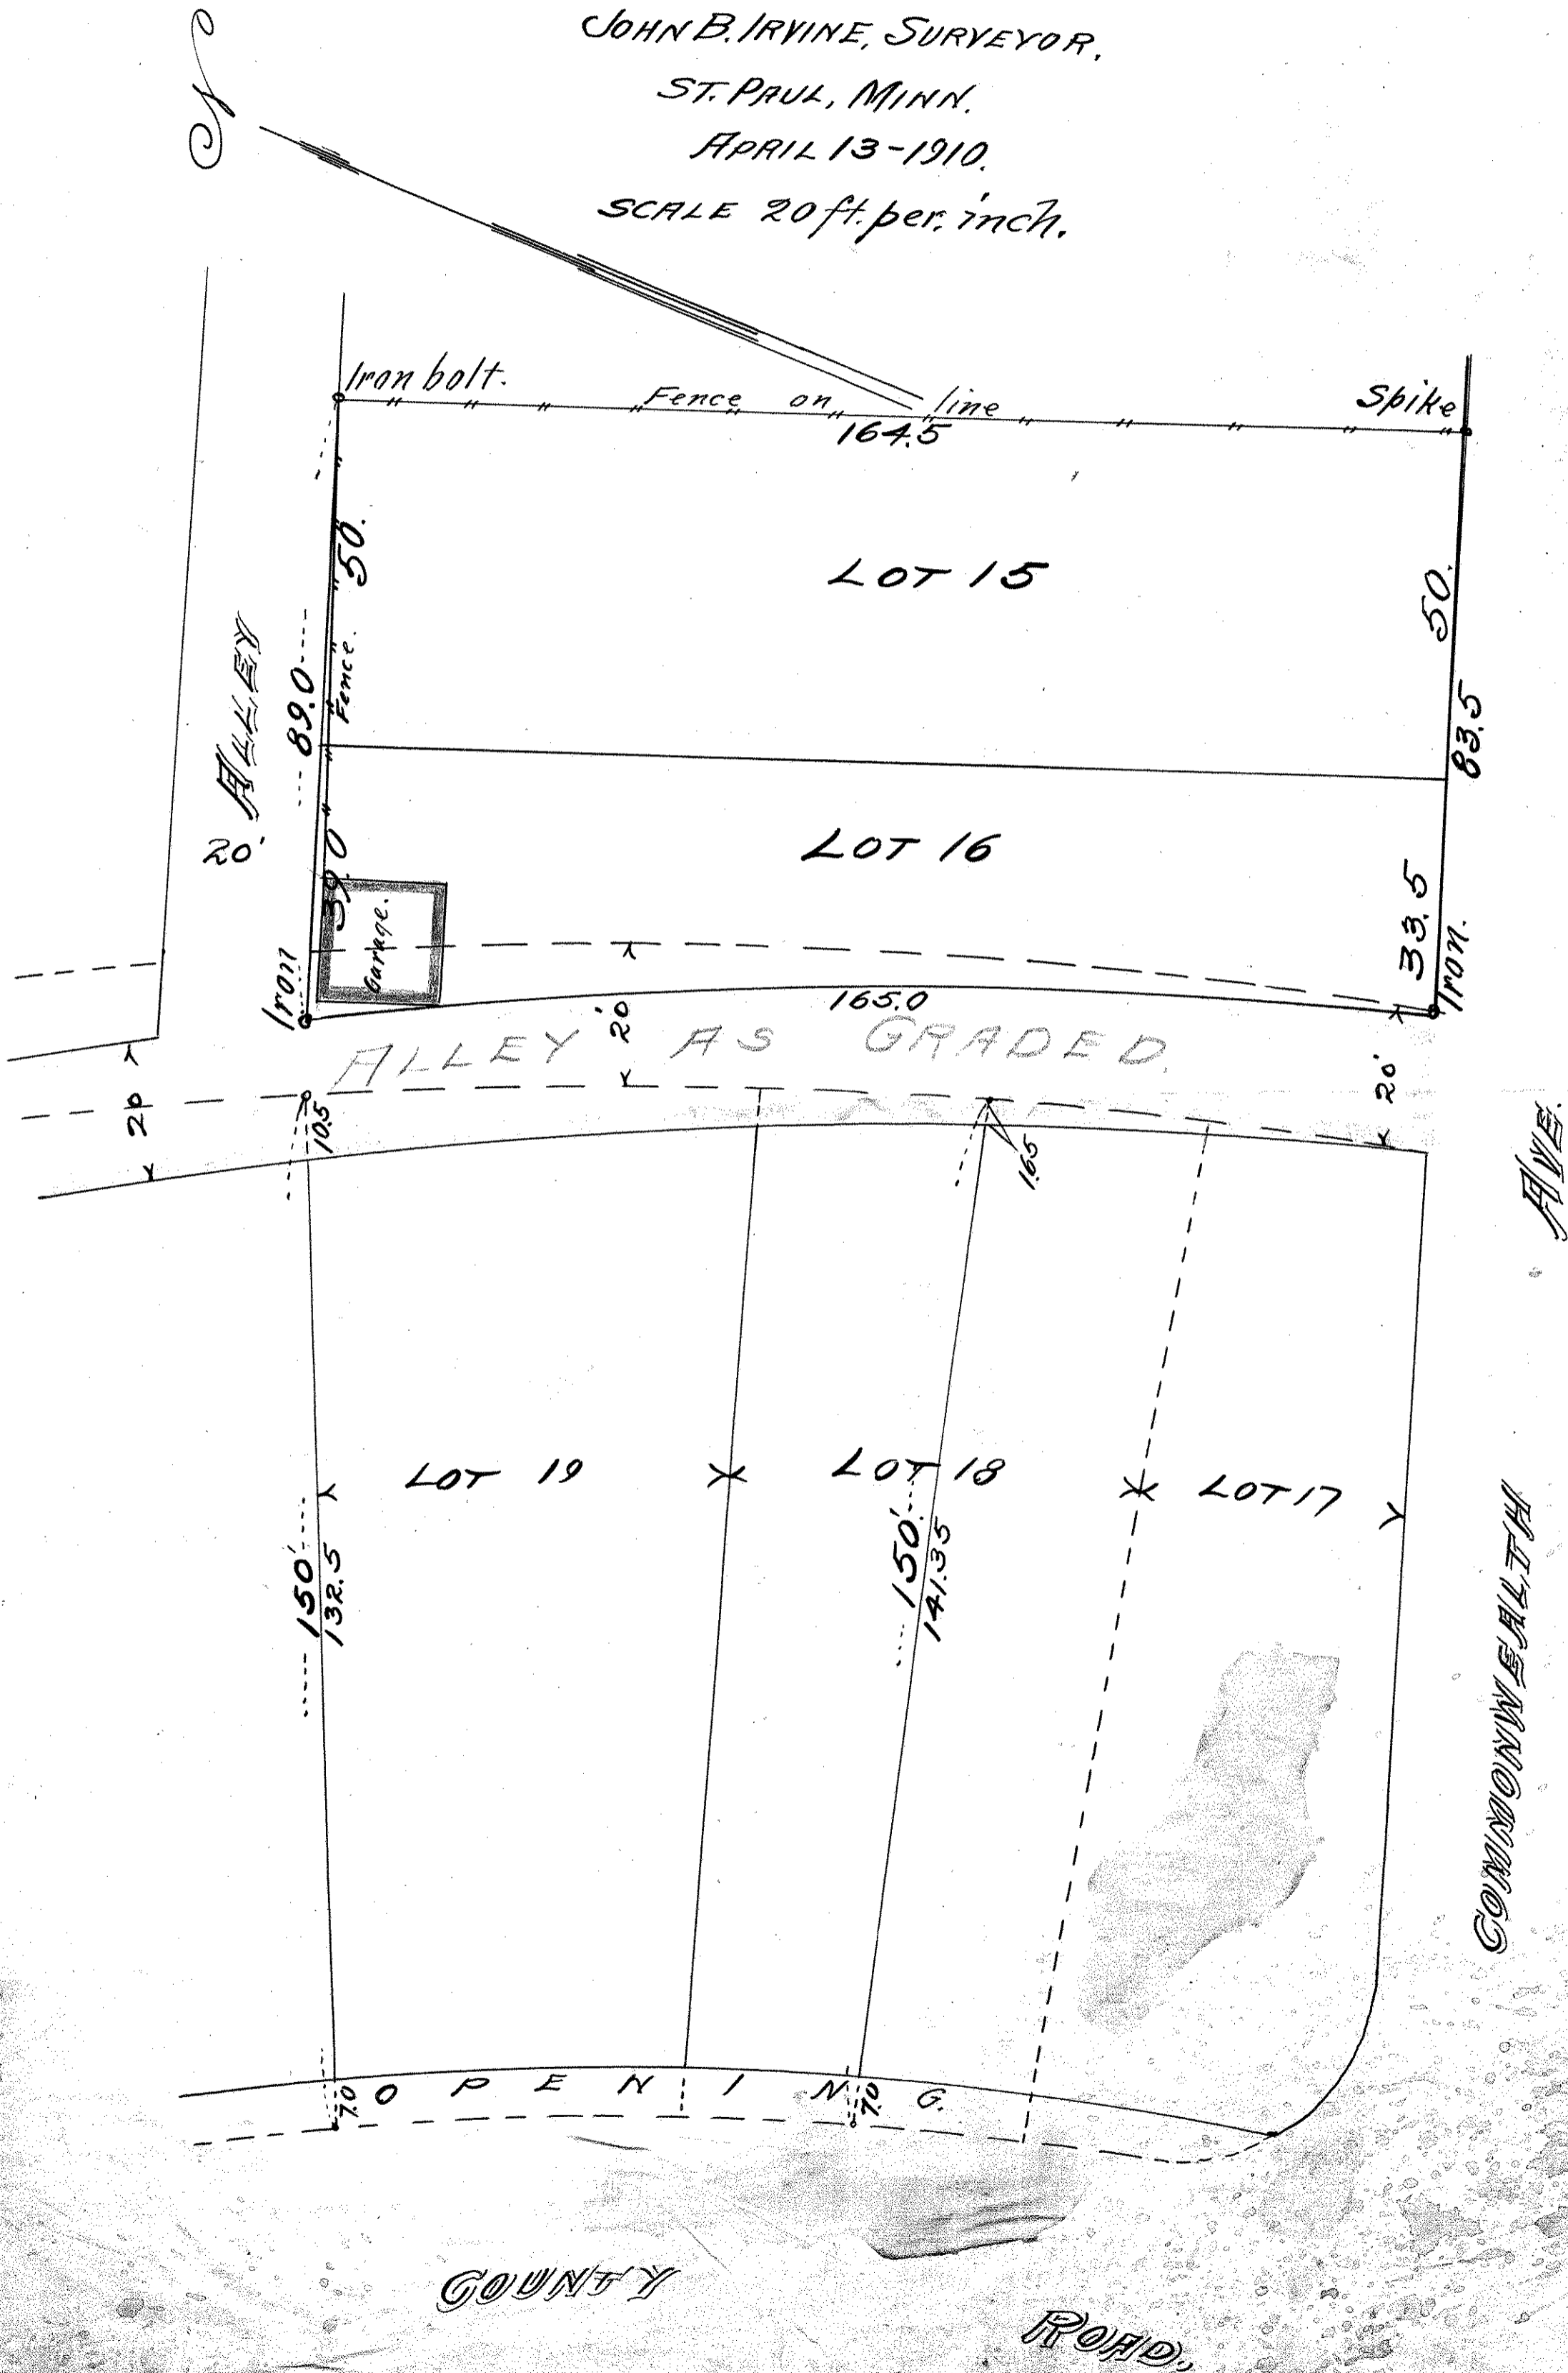 N
JOHN B. IRVINE, SURVEYOR.
ST. PAUL, MINN.
APRIL 13-1910.
SCALE 20 ft. per. inch.
Iron bolt.
Fence on line
Spike
164.5
50.
LOT 15
50.
Fence.
89.0
ALLEY
20'
83.5
39.0
LOT 16
33.5
Garage.
Iron
Iron.
165.0
20'
ALLEY AS GRADED.
20'
20
10.5
1.65
AVE.
LOT 19
LOT 18
LOT 17
150'
132.5
150'
141.35
COMMONWEALTH
7.0
OPENING.
7.0
COUNTY
ROAD.